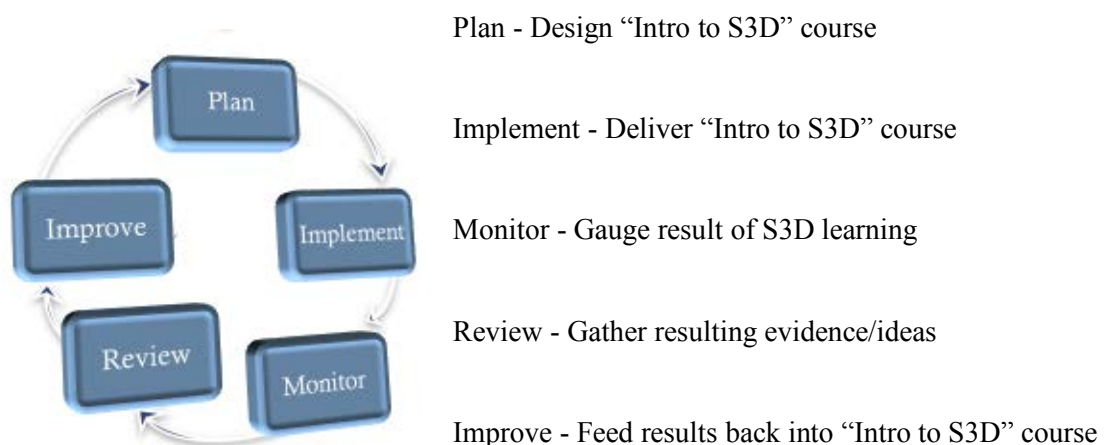 Plan - Design “Intro to S3D” course
Implement - Deliver “Intro to S3D” course
Monitor - Gauge result of S3D learning
Review - Gather resulting evidence/ideas
Improve - Feed results back into “Intro to S3D” course
Plan
Implement
Monitor
Review
Improve